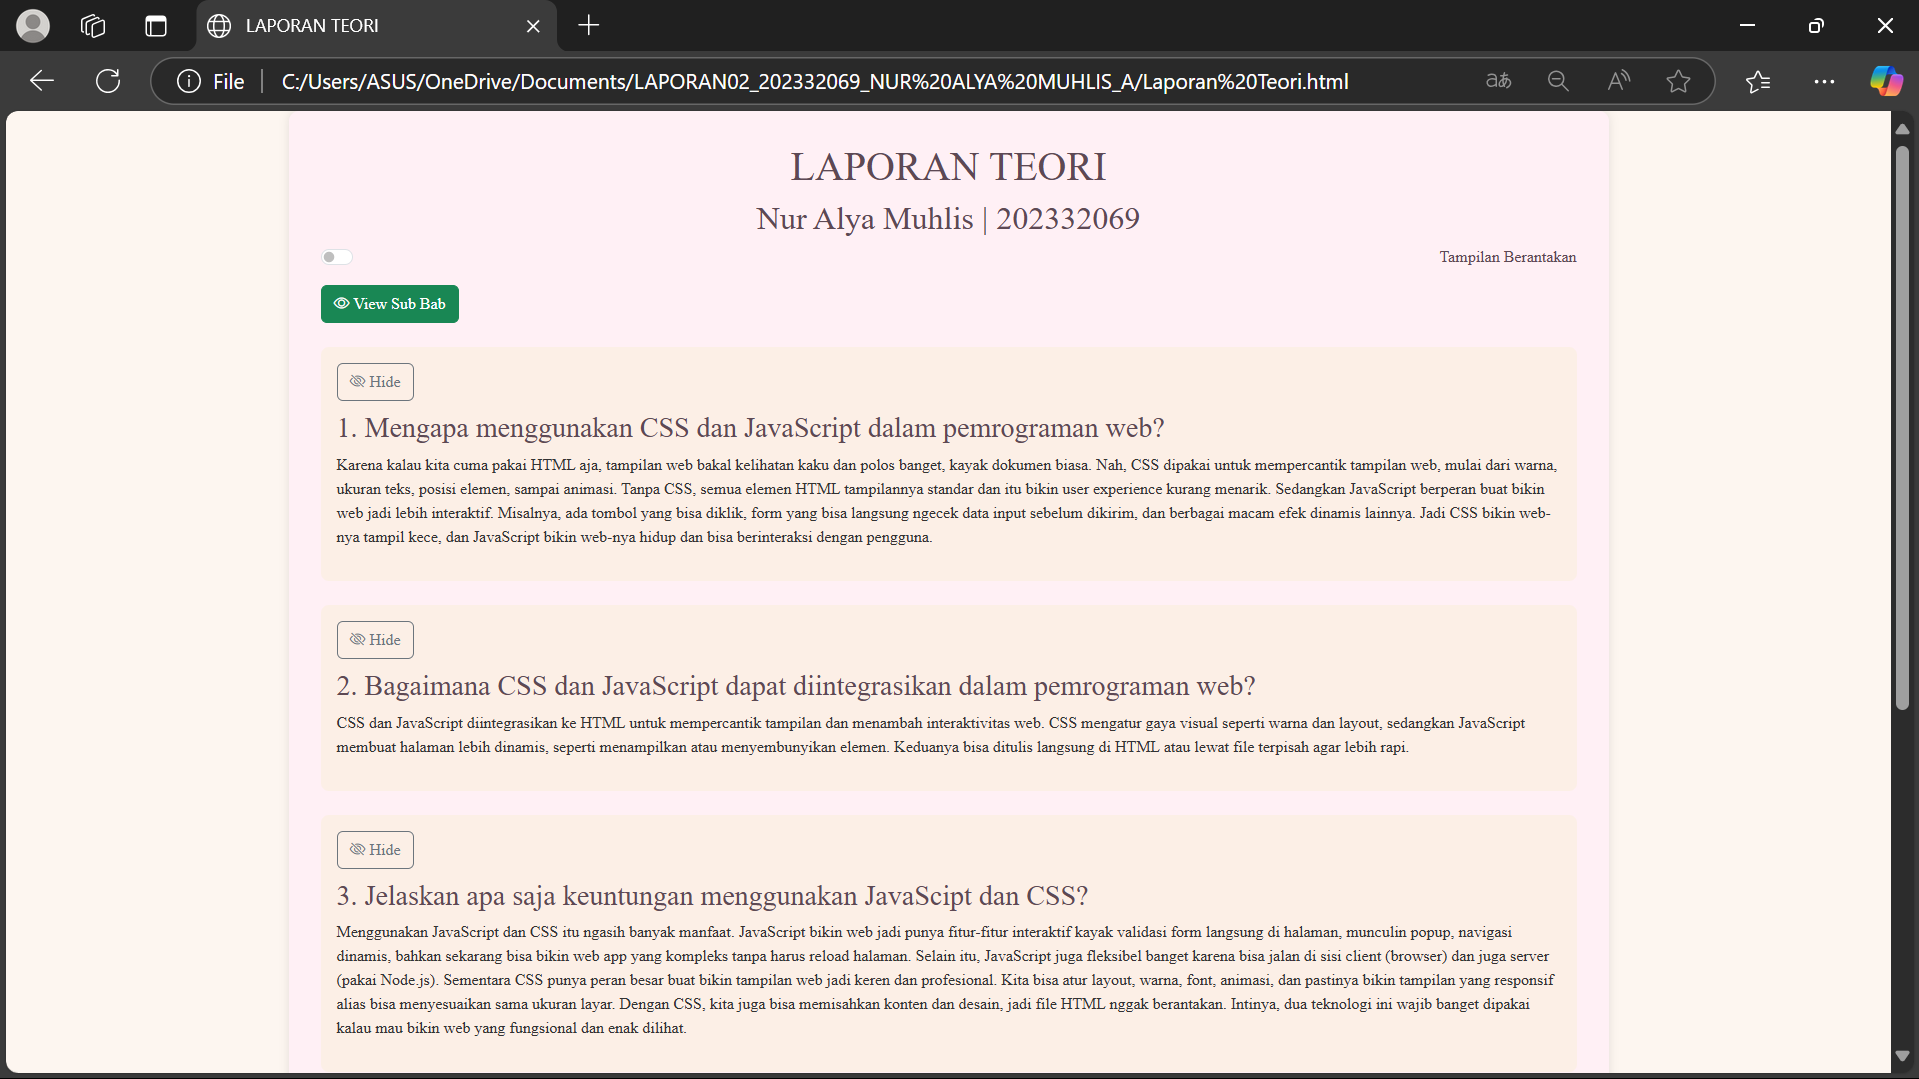 LAPORAN TEORI
File
C:/Users/ASUS/OneDrive/Documents/LAPORAN02_202332069_NUR%20ALYA%20MUHLIS_A/Laporan%20Teori.html
LAPORAN TEORI
Nur Alya Muhlis | 202332069
Tampilan Berantakan
View Sub Bab
Hide
1. Mengapa menggunakan CSS dan JavaScript dalam pemrograman web?
Karena kalau kita cuma pakai HTML aja, tampilan web bakal kelihatan kaku dan polos banget, kayak dokumen biasa. Nah, CSS dipakai untuk mempercantik tampilan web, mulai dari warna,
ukuran teks, posisi elemen, sampai animasi. Tanpa CSS, semua elemen HTML tampilannya standar dan itu bikin user experience kurang menarik. Sedangkan JavaScript berperan buat bikin
web jadi lebih interaktif. Misalnya, ada tombol yang bisa diklik, form yang bisa langsung ngecek data input sebelum dikirim, dan berbagai macam efek dinamis lainnya. Jadi CSS bikin web-
nya tampil kece, dan JavaScript bikin web-nya hidup dan bisa berinteraksi dengan pengguna.
Hide
2. Bagaimana CSS dan JavaScript dapat diintegrasikan dalam pemrograman web?
CSS dan JavaScript diintegrasikan ke HTML untuk mempercantik tampilan dan menambah interaktivitas web. CSS mengatur gaya visual seperti warna dan layout, sedangkan JavaScript
membuat halaman lebih dinamis, seperti menampilkan atau menyembunyikan elemen. Keduanya bisa ditulis langsung di HTML atau lewat file terpisah agar lebih rapi.
Hide
3. Jelaskan apa saja keuntungan menggunakan JavaScipt dan CSS?
Menggunakan JavaScript dan CSS itu ngasih banyak manfaat. JavaScript bikin web jadi punya fitur-fitur interaktif kayak validasi form langsung di halaman, munculin popup, navigasi
dinamis, bahkan sekarang bisa bikin web app yang kompleks tanpa harus reload halaman. Selain itu, JavaScript juga fleksibel banget karena bisa jalan di sisi client (browser) dan juga server
(pakai Node.js). Sementara CSS punya peran besar buat bikin tampilan web jadi keren dan profesional. Kita bisa atur layout, warna, font, animasi, dan pastinya bikin tampilan yang responsif
alias bisa menyesuaikan sama ukuran layar. Dengan CSS, kita juga bisa memisahkan konten dan desain, jadi file HTML nggak berantakan. Intinya, dua teknologi ini wajib banget dipakai
kalau mau bikin web yang fungsional dan enak dilihat.